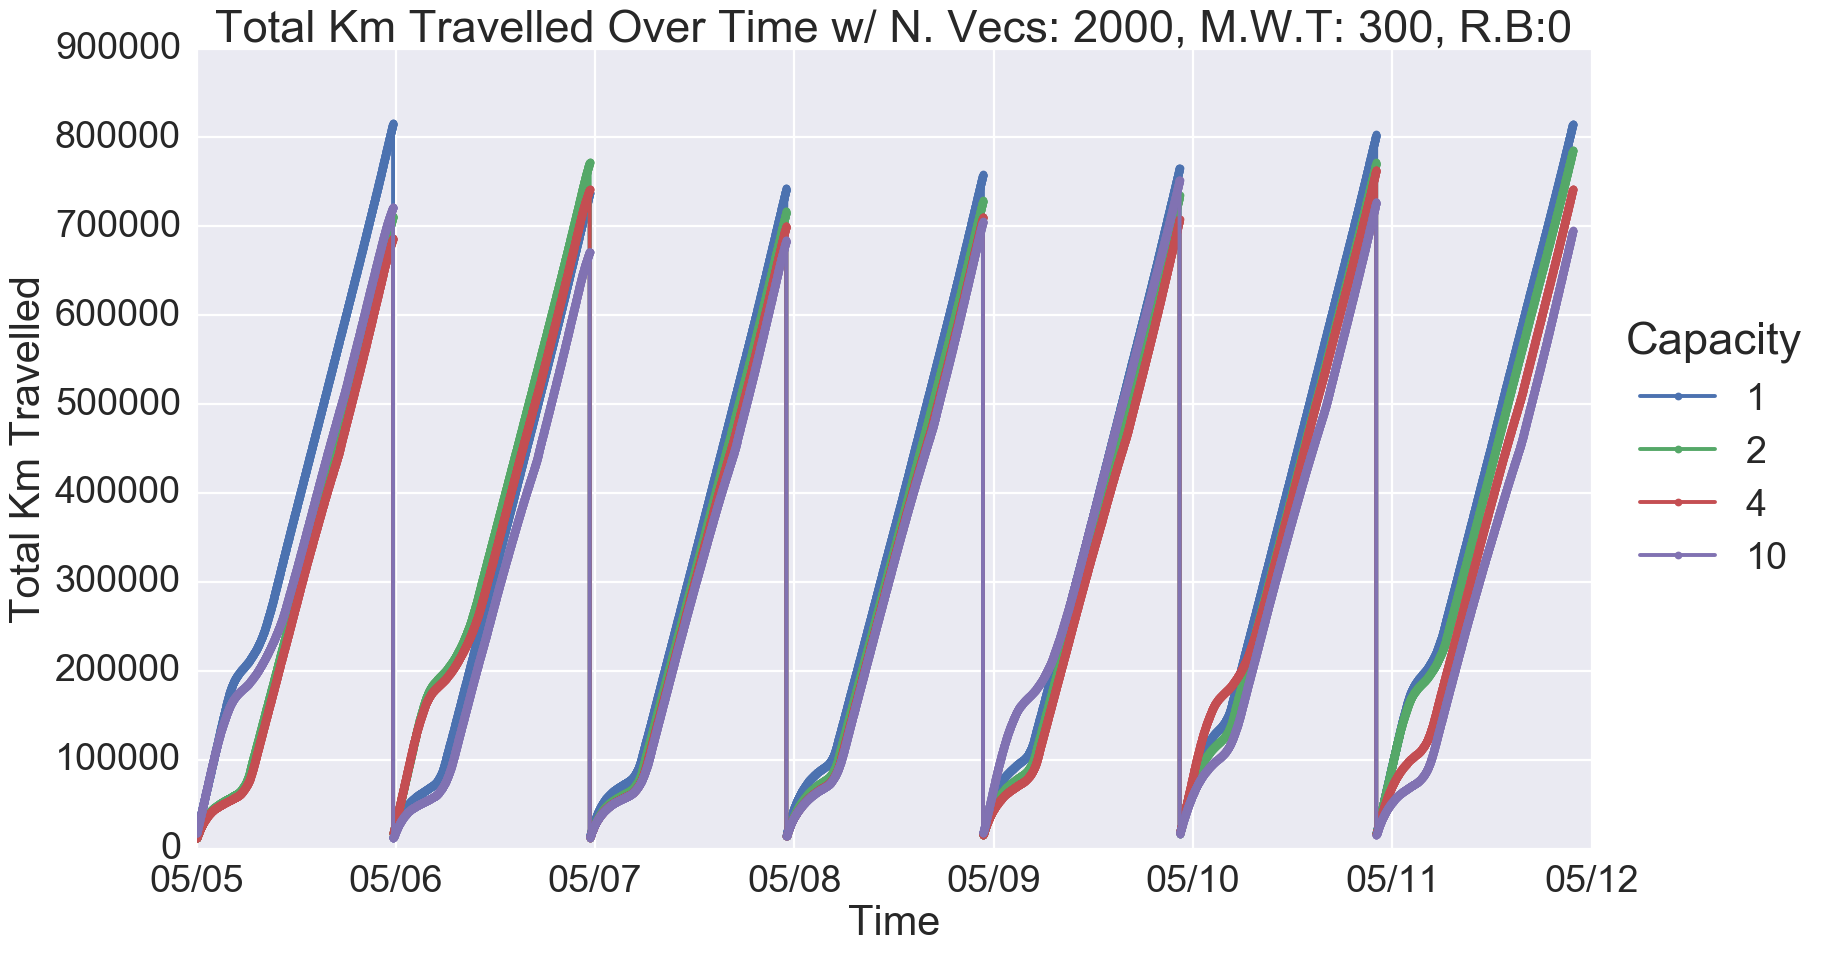 Total Km Travelled Over Time w/ N. Vecs: 2000, M.W.T: 300, R.B:0
900000
800000
700000
600000
500000
400000
300000
200000
100000
0
Total Km Travelled
05/05 05/06 05/07 05/08 05/09 05/10 05/11 05/12
Time
Capacity
1
2
4
10